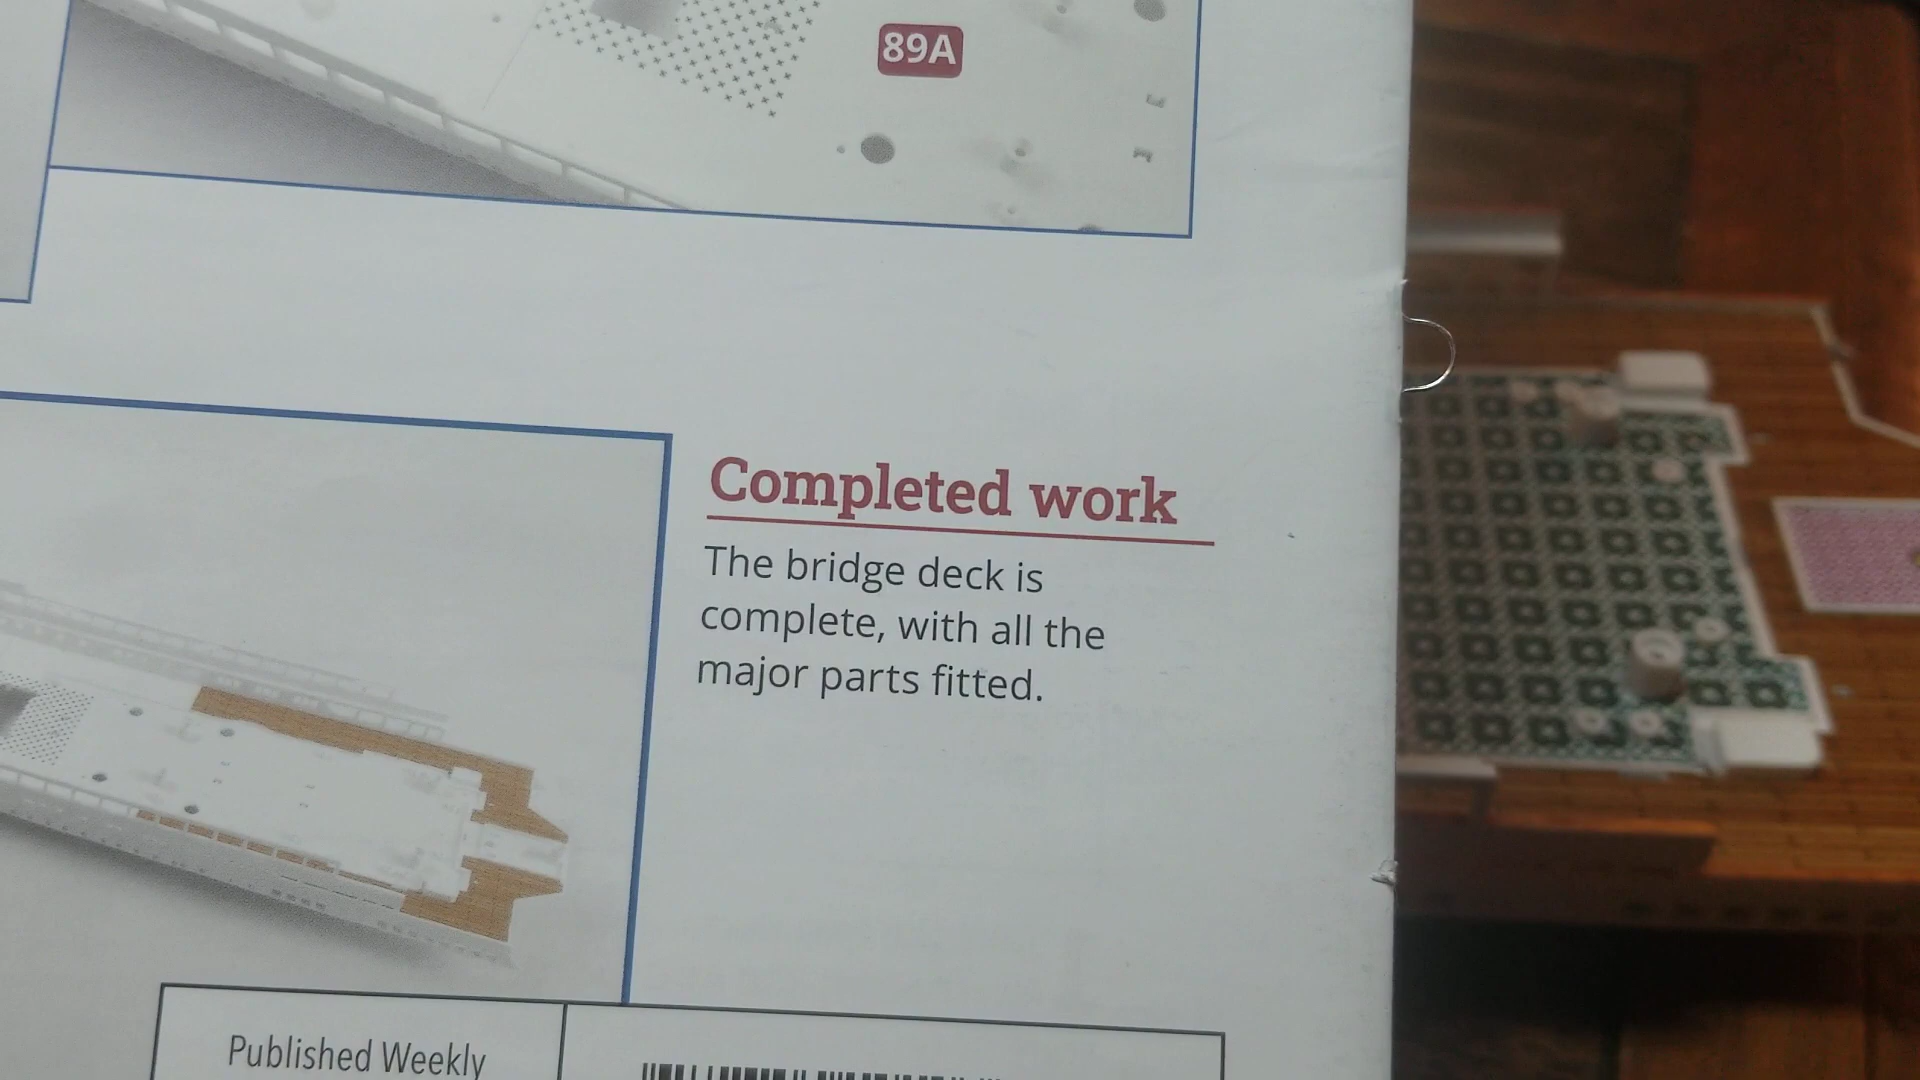 89A
Completed work
The bridge deck is
complete, with all the
major parts fitted.
Published Weekly